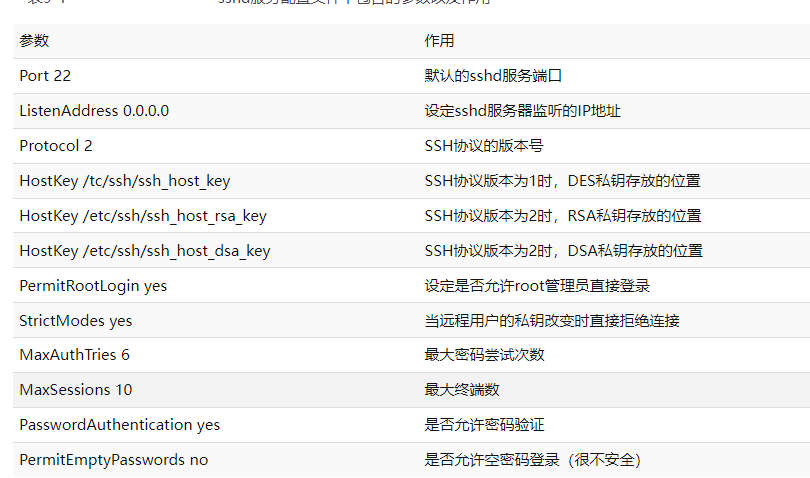 sshd服务配置文件中包含的参数以及作用
参数 作用
Port 22 默认的sshd服务端口
ListenAddress 0.0.0.0 设定sshd服务器监听的IP地址
Protocol 2 SSH协议的版本号
HostKey /tc/ssh/ssh_host_key SSH协议版本为1时，DES私钥存放的位置
HostKey /etc/ssh/ssh_host_rsa_key SSH协议版本为2时，RSA私钥存放的位置
HostKey /etc/ssh/ssh_host_dsa_key SSH协议版本为2时，DSA私钥存放的位置
PermitRootLogin yes 设定是否允许root管理员直接登录
StrictModes yes 当远程用户的私钥改变时直接拒绝连接
MaxAuthTries 6 最大密码尝试次数
MaxSessions 10 最大终端数
PasswordAuthentication yes 是否允许密码验证
PermitEmptyPasswords no 是否允许空密码登录（很不安全）